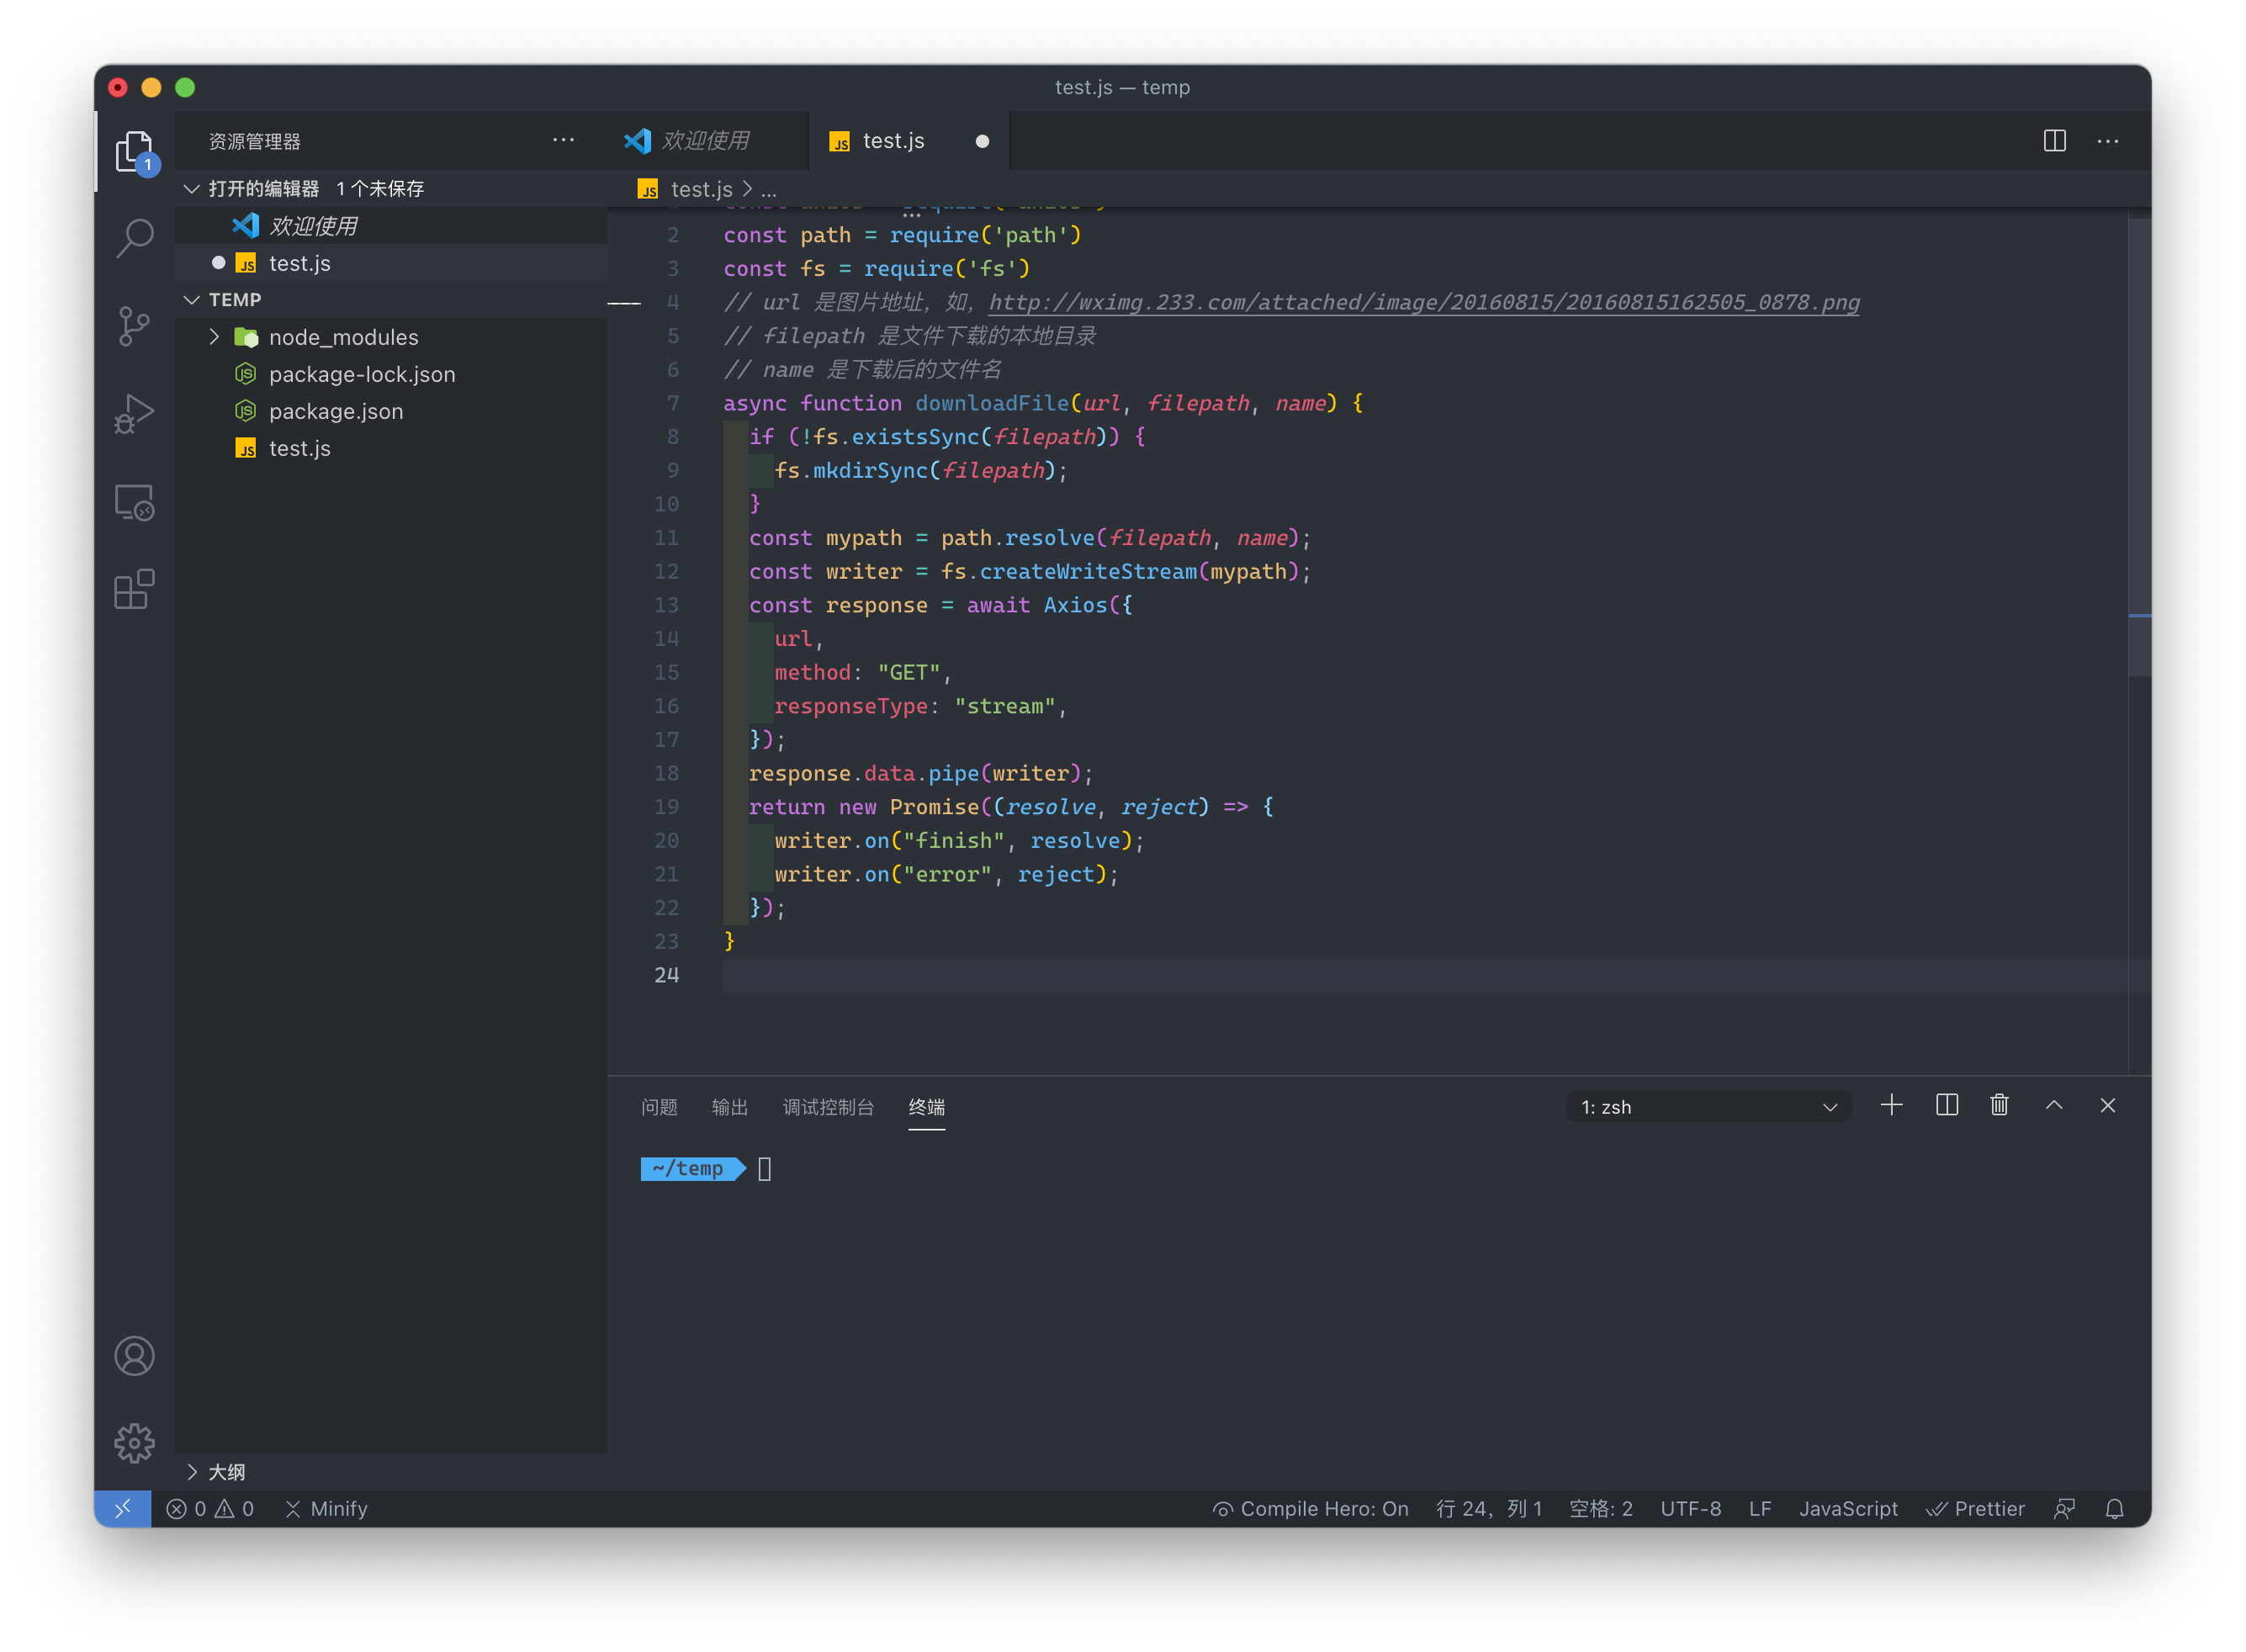 test.js — temp
资源管理器
欢迎使用
test.js
打开的编辑器 1 个未保存
test.js > ...
欢迎使用
test.js
TEMP
node_modules
package-lock.json
package.json
test.js
2 const path = require('path')
3 const fs = require('fs')
4 // url 是图片地址，如，http://wximg.233.com/attached/image/20160815/20160815162505_0878.png
5 // filepath 是文件下载的本地目录
6 // name 是下载后的文件名
7 async function downloadFile(url, filepath, name) {
8 if (!fs.existsSync(filepath)) {
9 fs.mkdirSync(filepath);
10 }
11 const mypath = path.resolve(filepath, name);
12 const writer = fs.createWriteStream(mypath);
13 const response = await Axios({
14 url,
15 method: "GET",
16 responseType: "stream",
17 });
18 response.data.pipe(writer);
19 return new Promise((resolve, reject) => {
20 writer.on("finish", resolve);
21 writer.on("error", reject);
22 });
23 }
24
问题 输出 调试控制台 终端
1: zsh
~/temp
大纲
0 0 Minify
Compile Hero: On 行 24，列 1 空格: 2 UTF-8 LF JavaScript Prettier
1